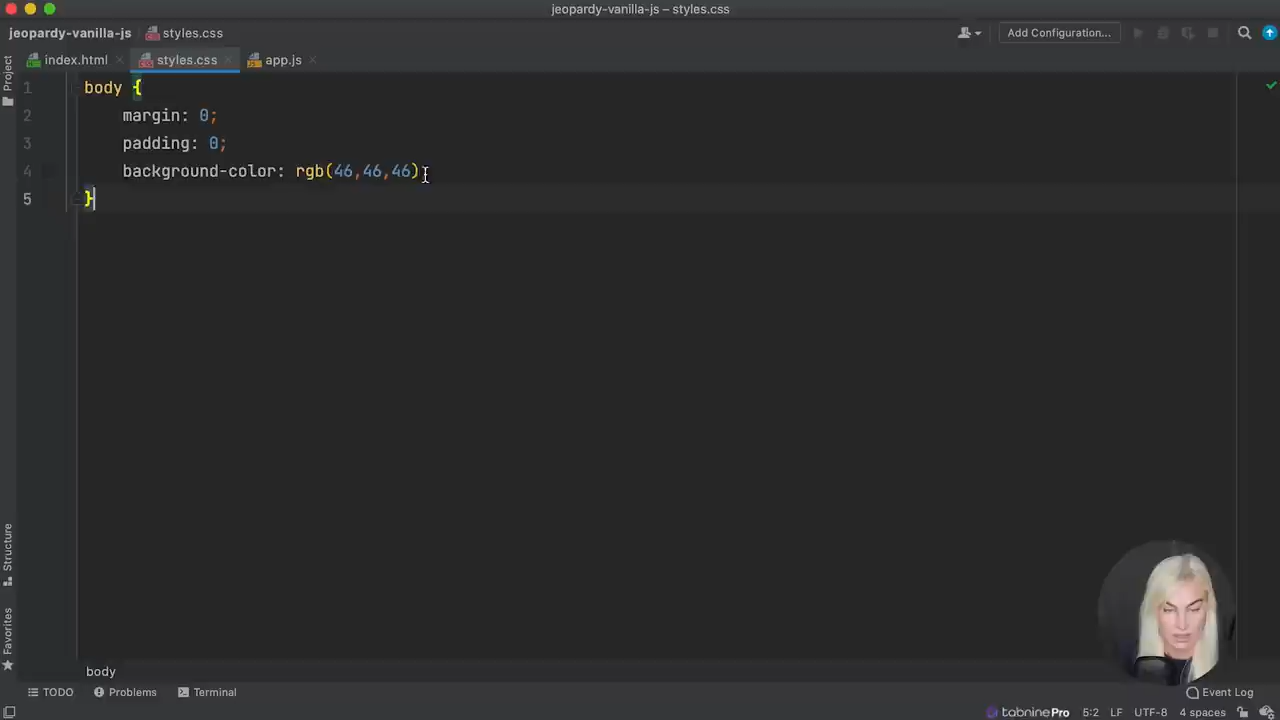 jeopardy-vanilla-js – styles.css
jeopardy-vanilla-js styles.css
Add Configuration...
Project
index.html
styles.css
app.js
1 body {
2 margin: 0;
3 padding: 0;
4 background-color: rgb(46,46,46)
5 }
Structure
Favorites
body
TODO
Problems
Terminal
Event Log
tabninePro
5:2
LF
UTF-8
4 spaces